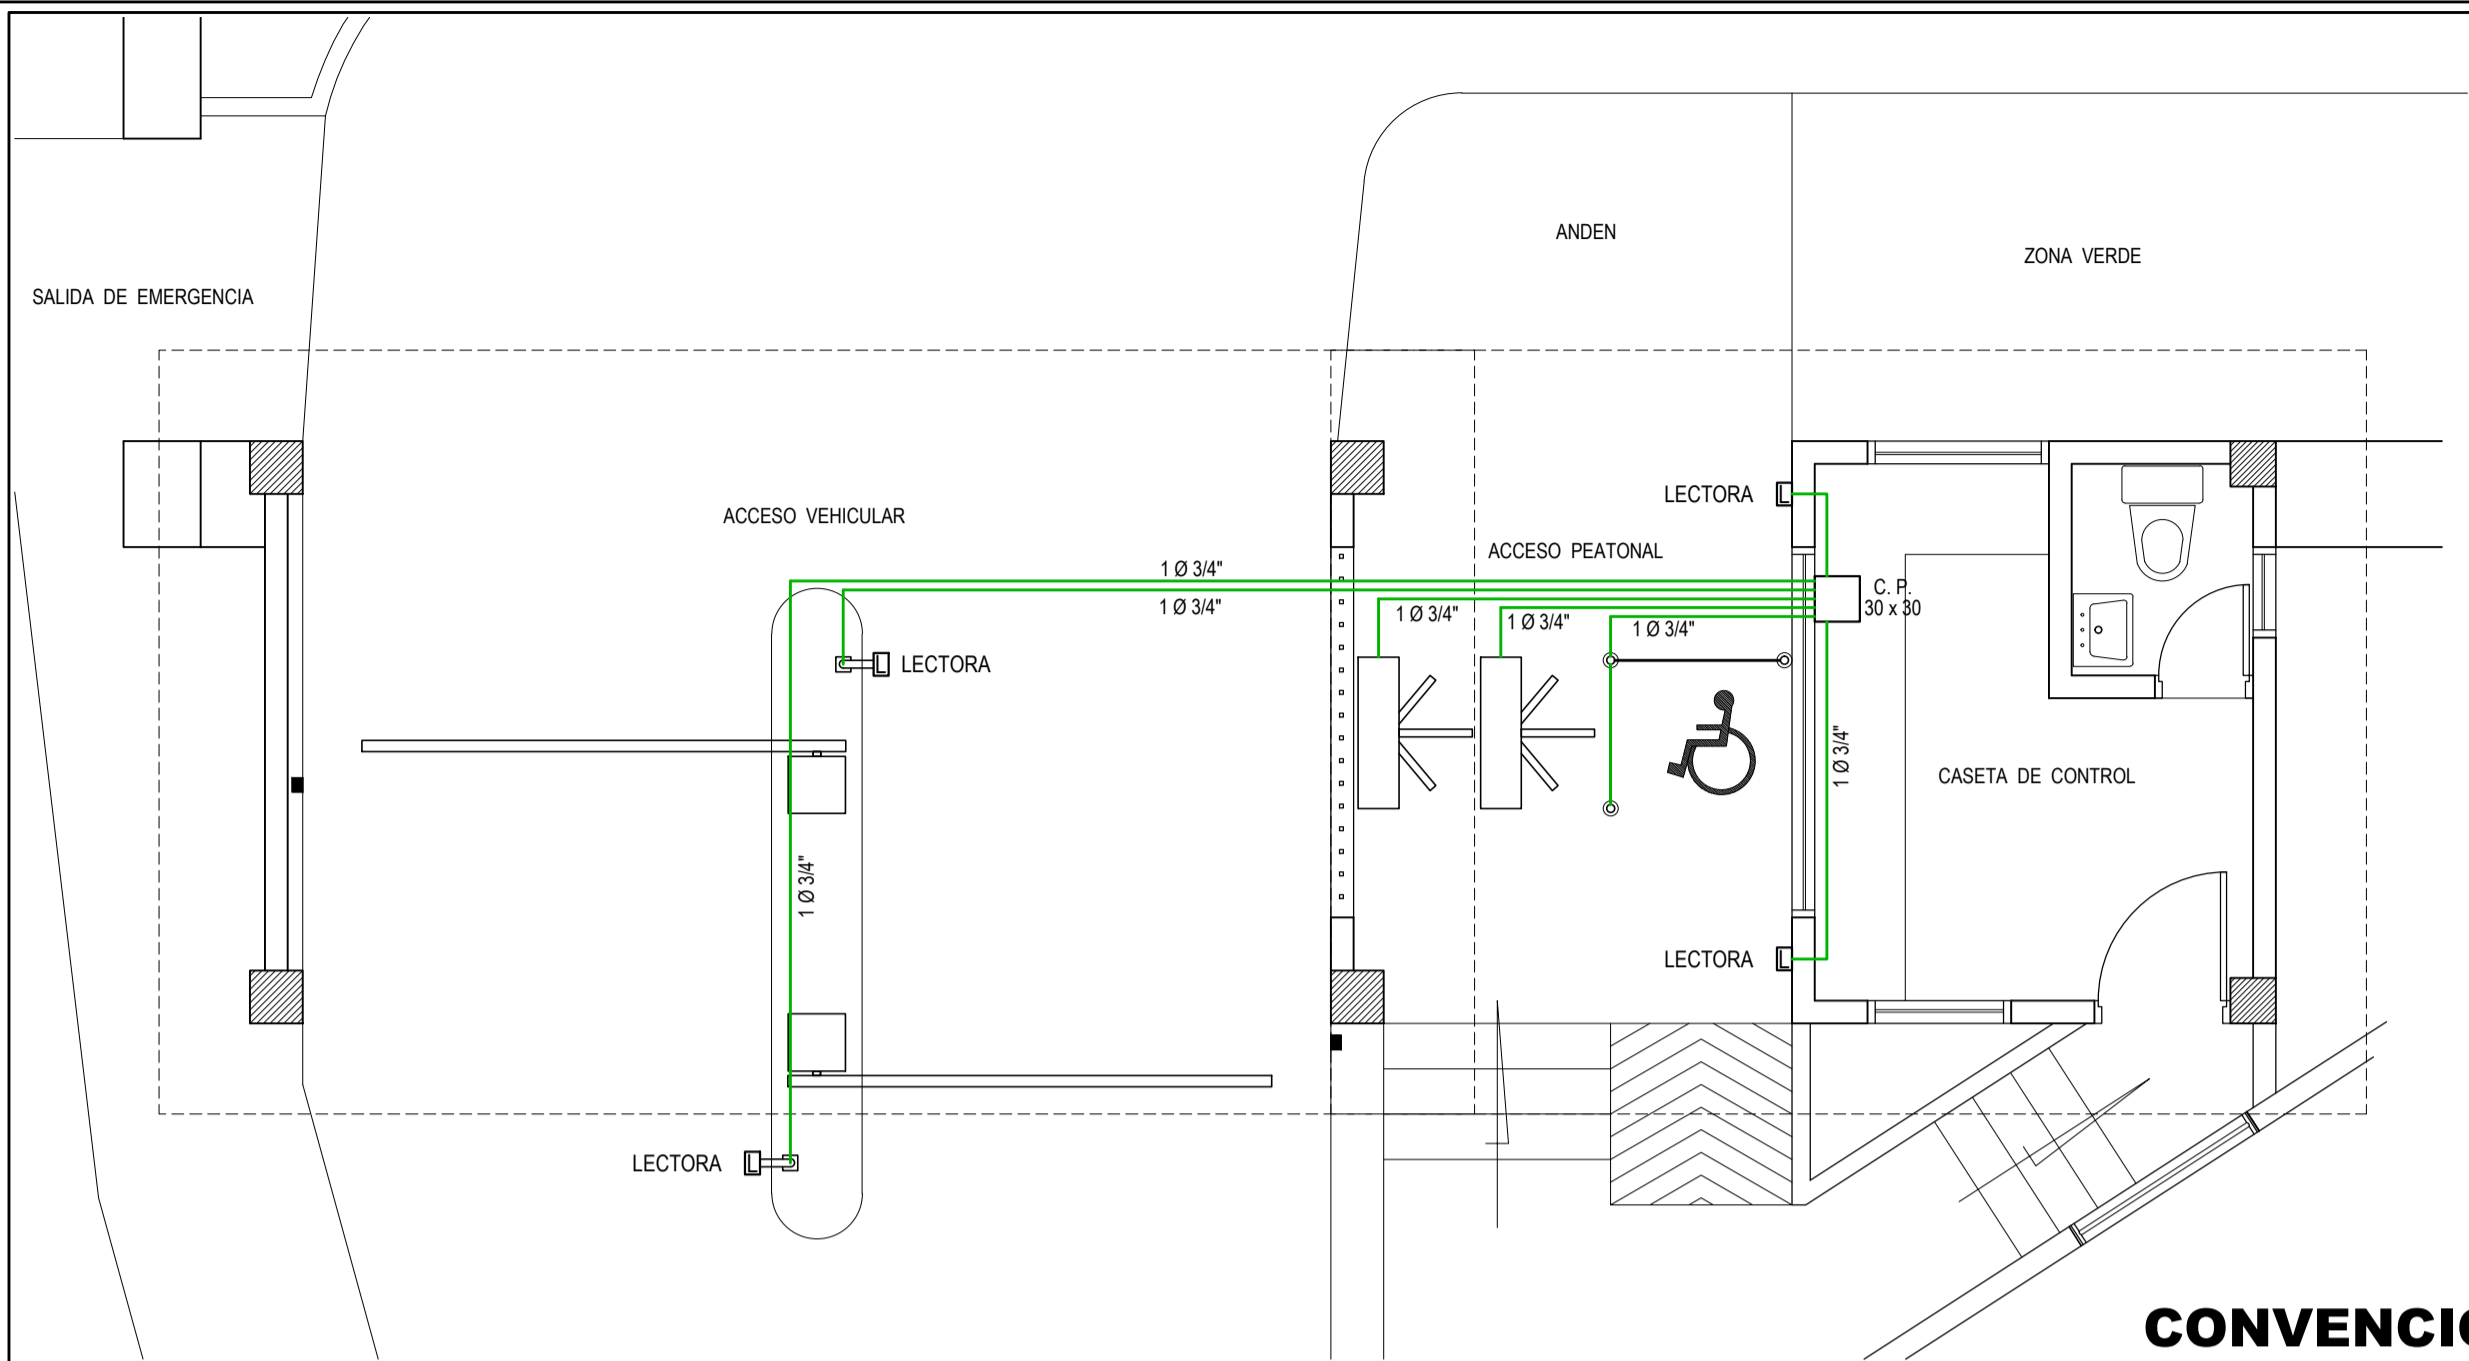 ANDEN
ZONA VERDE
SALIDA DE EMERGENCIA
LECTORA
L
ACCESO VEHICULAR
ACCESO PEATONAL
1 Ø 3/4"
1 Ø 3/4"
1 Ø 3/4"
1 Ø 3/4"
1 Ø 3/4"
C. P.
30 x 30
L
LECTORA
1 Ø 3/4"
CASETA DE CONTROL
1 Ø 3/4"
LECTORA
L
LECTORA
L
CONVENCIO